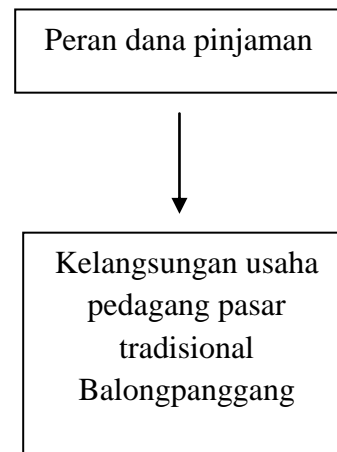 Peran dana pinjaman
Kelangsungan usaha
pedagang pasar
tradisional
Balongpanggang